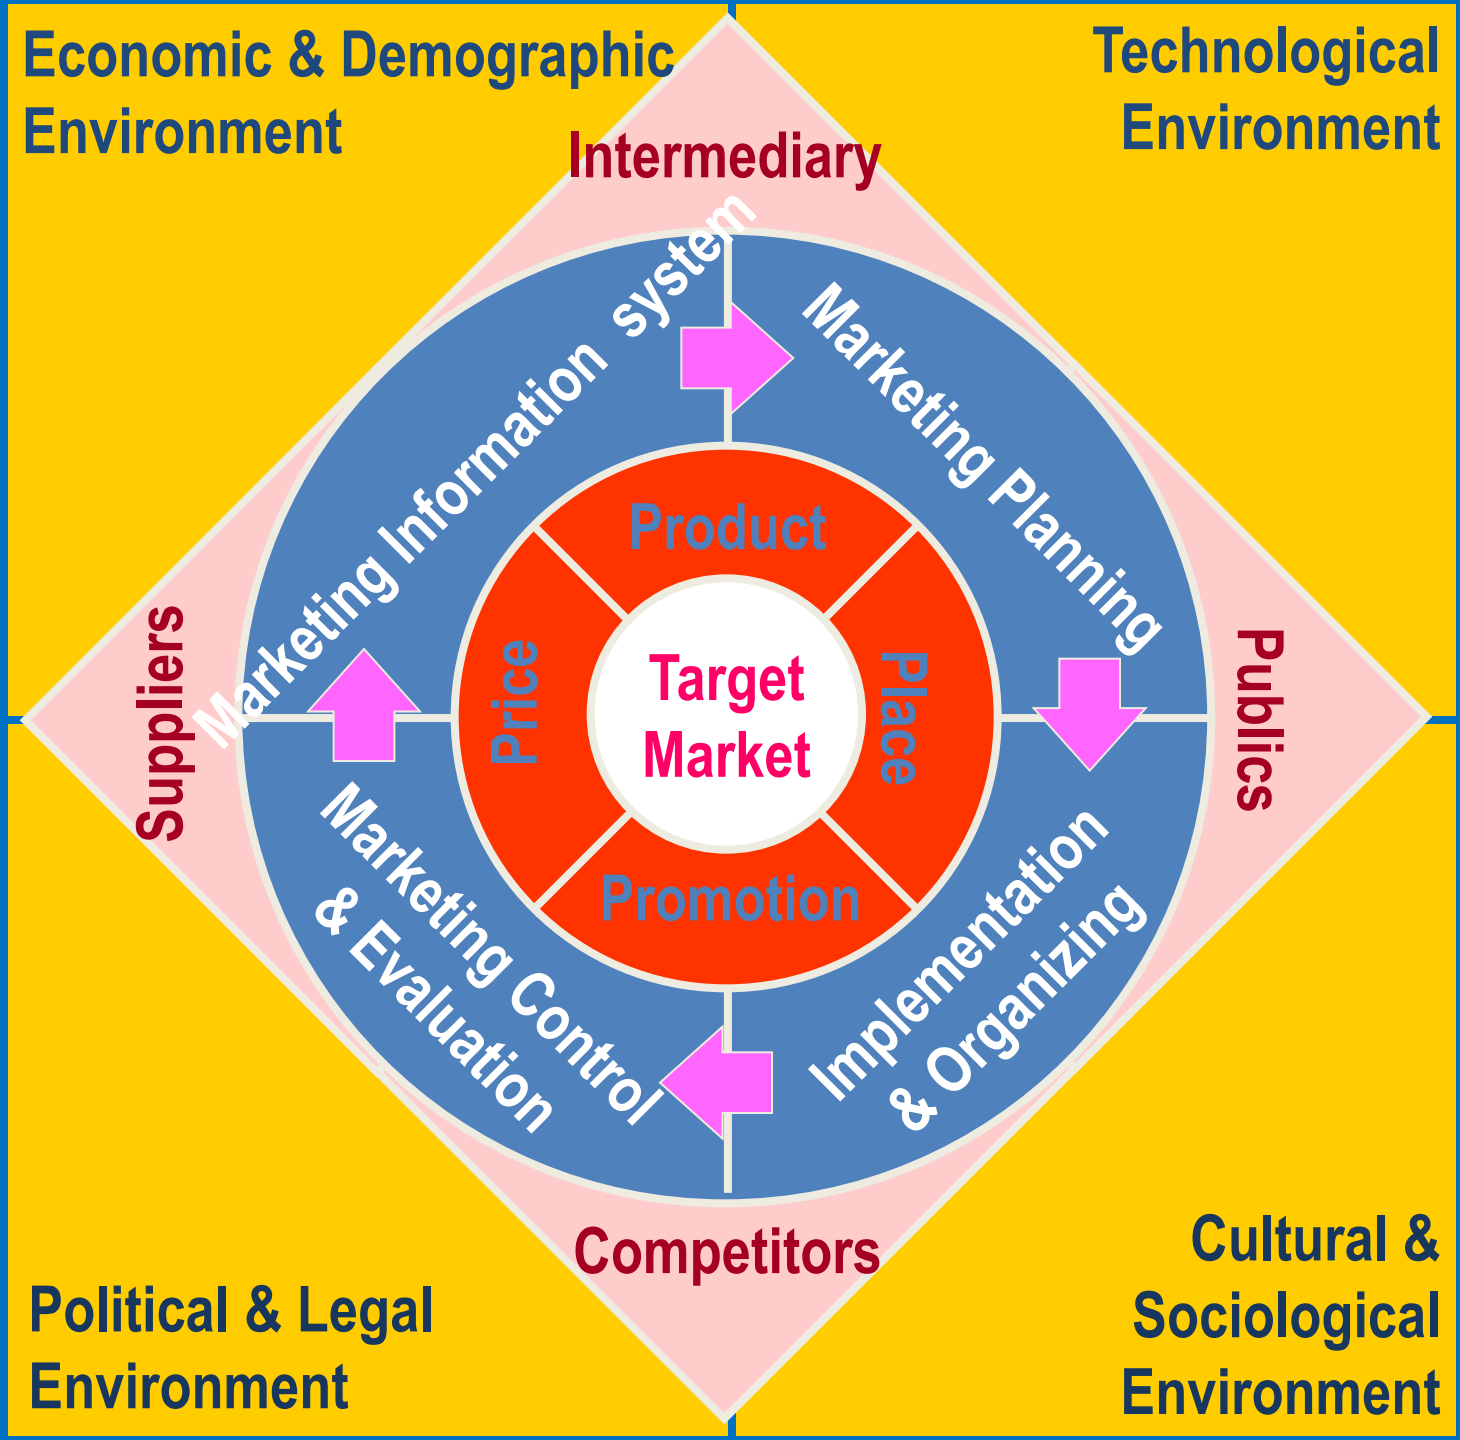 Economic & Demographic
Environment
Technological
Environment
Intermediary
Marketing Information system
Marketing Planning
Product
Suppliers
Price
Target
Market
Place
Publics
Promotion
Marketing Control
& Evaluation
Implementation
& Organizing
Competitors
Political & Legal
Environment
Cultural &
Sociological
Environment